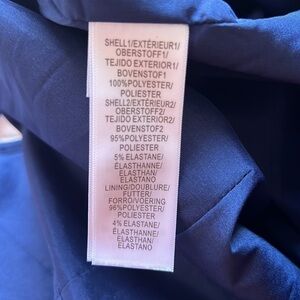 SHELL1/EXTÉRIEUR1/
OBERSTOFF1/
TEJIDO EXTERIOR1/
BOVENSTOF1
100%POLYESTER/
POLIESTER
SHELL2/EXTÉRIEUR2/
OBERSTOFF2/
TEJIDO EXTERIOR2/
BOVENSTOF2
95%POLYESTER/
POLIESTER
5% ELASTANE/
ÉLASTHANNE/
ELASTHAN/
ELASTANO
LINING/DOUBLURE/
FUTTER/
FORRO/VOERING
96%POLYESTER/
POLIESTER
4% ELASTANE/
ÉLASTHANNE/
ELASTHAN/
ELASTANO